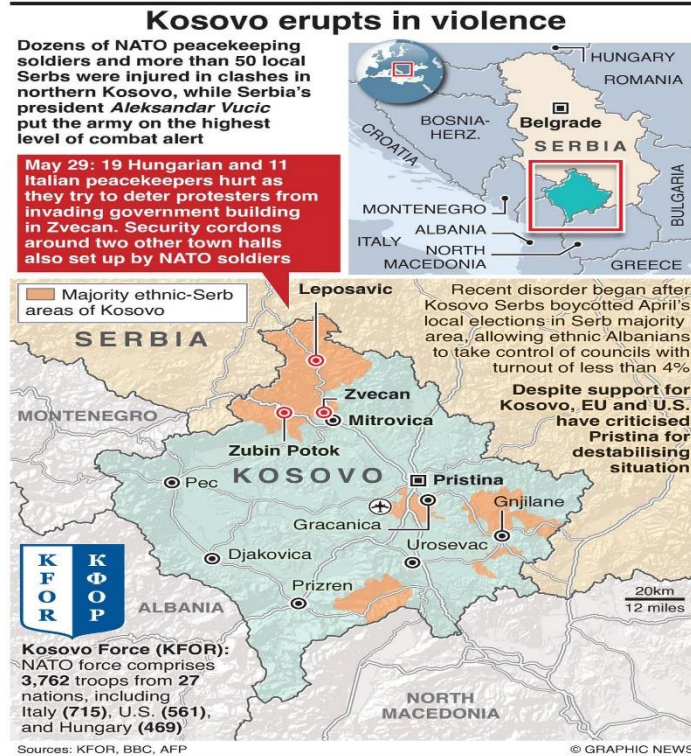 Kosovo erupts in violence
Dozens of NATO peacekeeping
soldiers and more than 50 local
Serbs were injured in clashes in
northern Kosovo, while Serbia's
president Aleksandar Vucic
put the army on the highest
level of combat alert
May 29: 19 Hungarian and 11
Italian peacekeepers hurt as
they try to deter protesters from
invading government building
in Zvecan. Security cordons
around two other town halls
also set up by NATO soldiers
HUNGARY
ROMANIA
CROATIA
BOSNIA-
HERZ.
Belgrade
SERBIA
BULGARIA
MONTENEGRO
ALBANIA
ITALY
NORTH
MACEDONIA
GREECE
Majority ethnic-Serb
areas of Kosovo
Leposavic
Recent disorder began after
Kosovo Serbs boycotted April's
local elections in Serb majority
area, allowing ethnic Albanians
to take control of councils with
turnout of less than 4%
Despite support for
Kosovo, EU and U.S.
have criticised
Pristina for
destabilising
situation
SERBIA
MONTENEGRO
Zvecan
Mitrovica
Zubin Potok
KOSOVO
Pec
Pristina
Gnjilane
Gracanica
Djakovica
Urosevac
Prizren
ALBANIA
20km
12 miles
KFOR
КФОР
Kosovo Force (KFOR):
NATO force comprises
3,762 troops from 27
nations, including
Italy (715), U.S. (561),
and Hungary (469)
NORTH
MACEDONIA
Sources: KFOR, BBC, AFP
© GRAPHIC NEWS